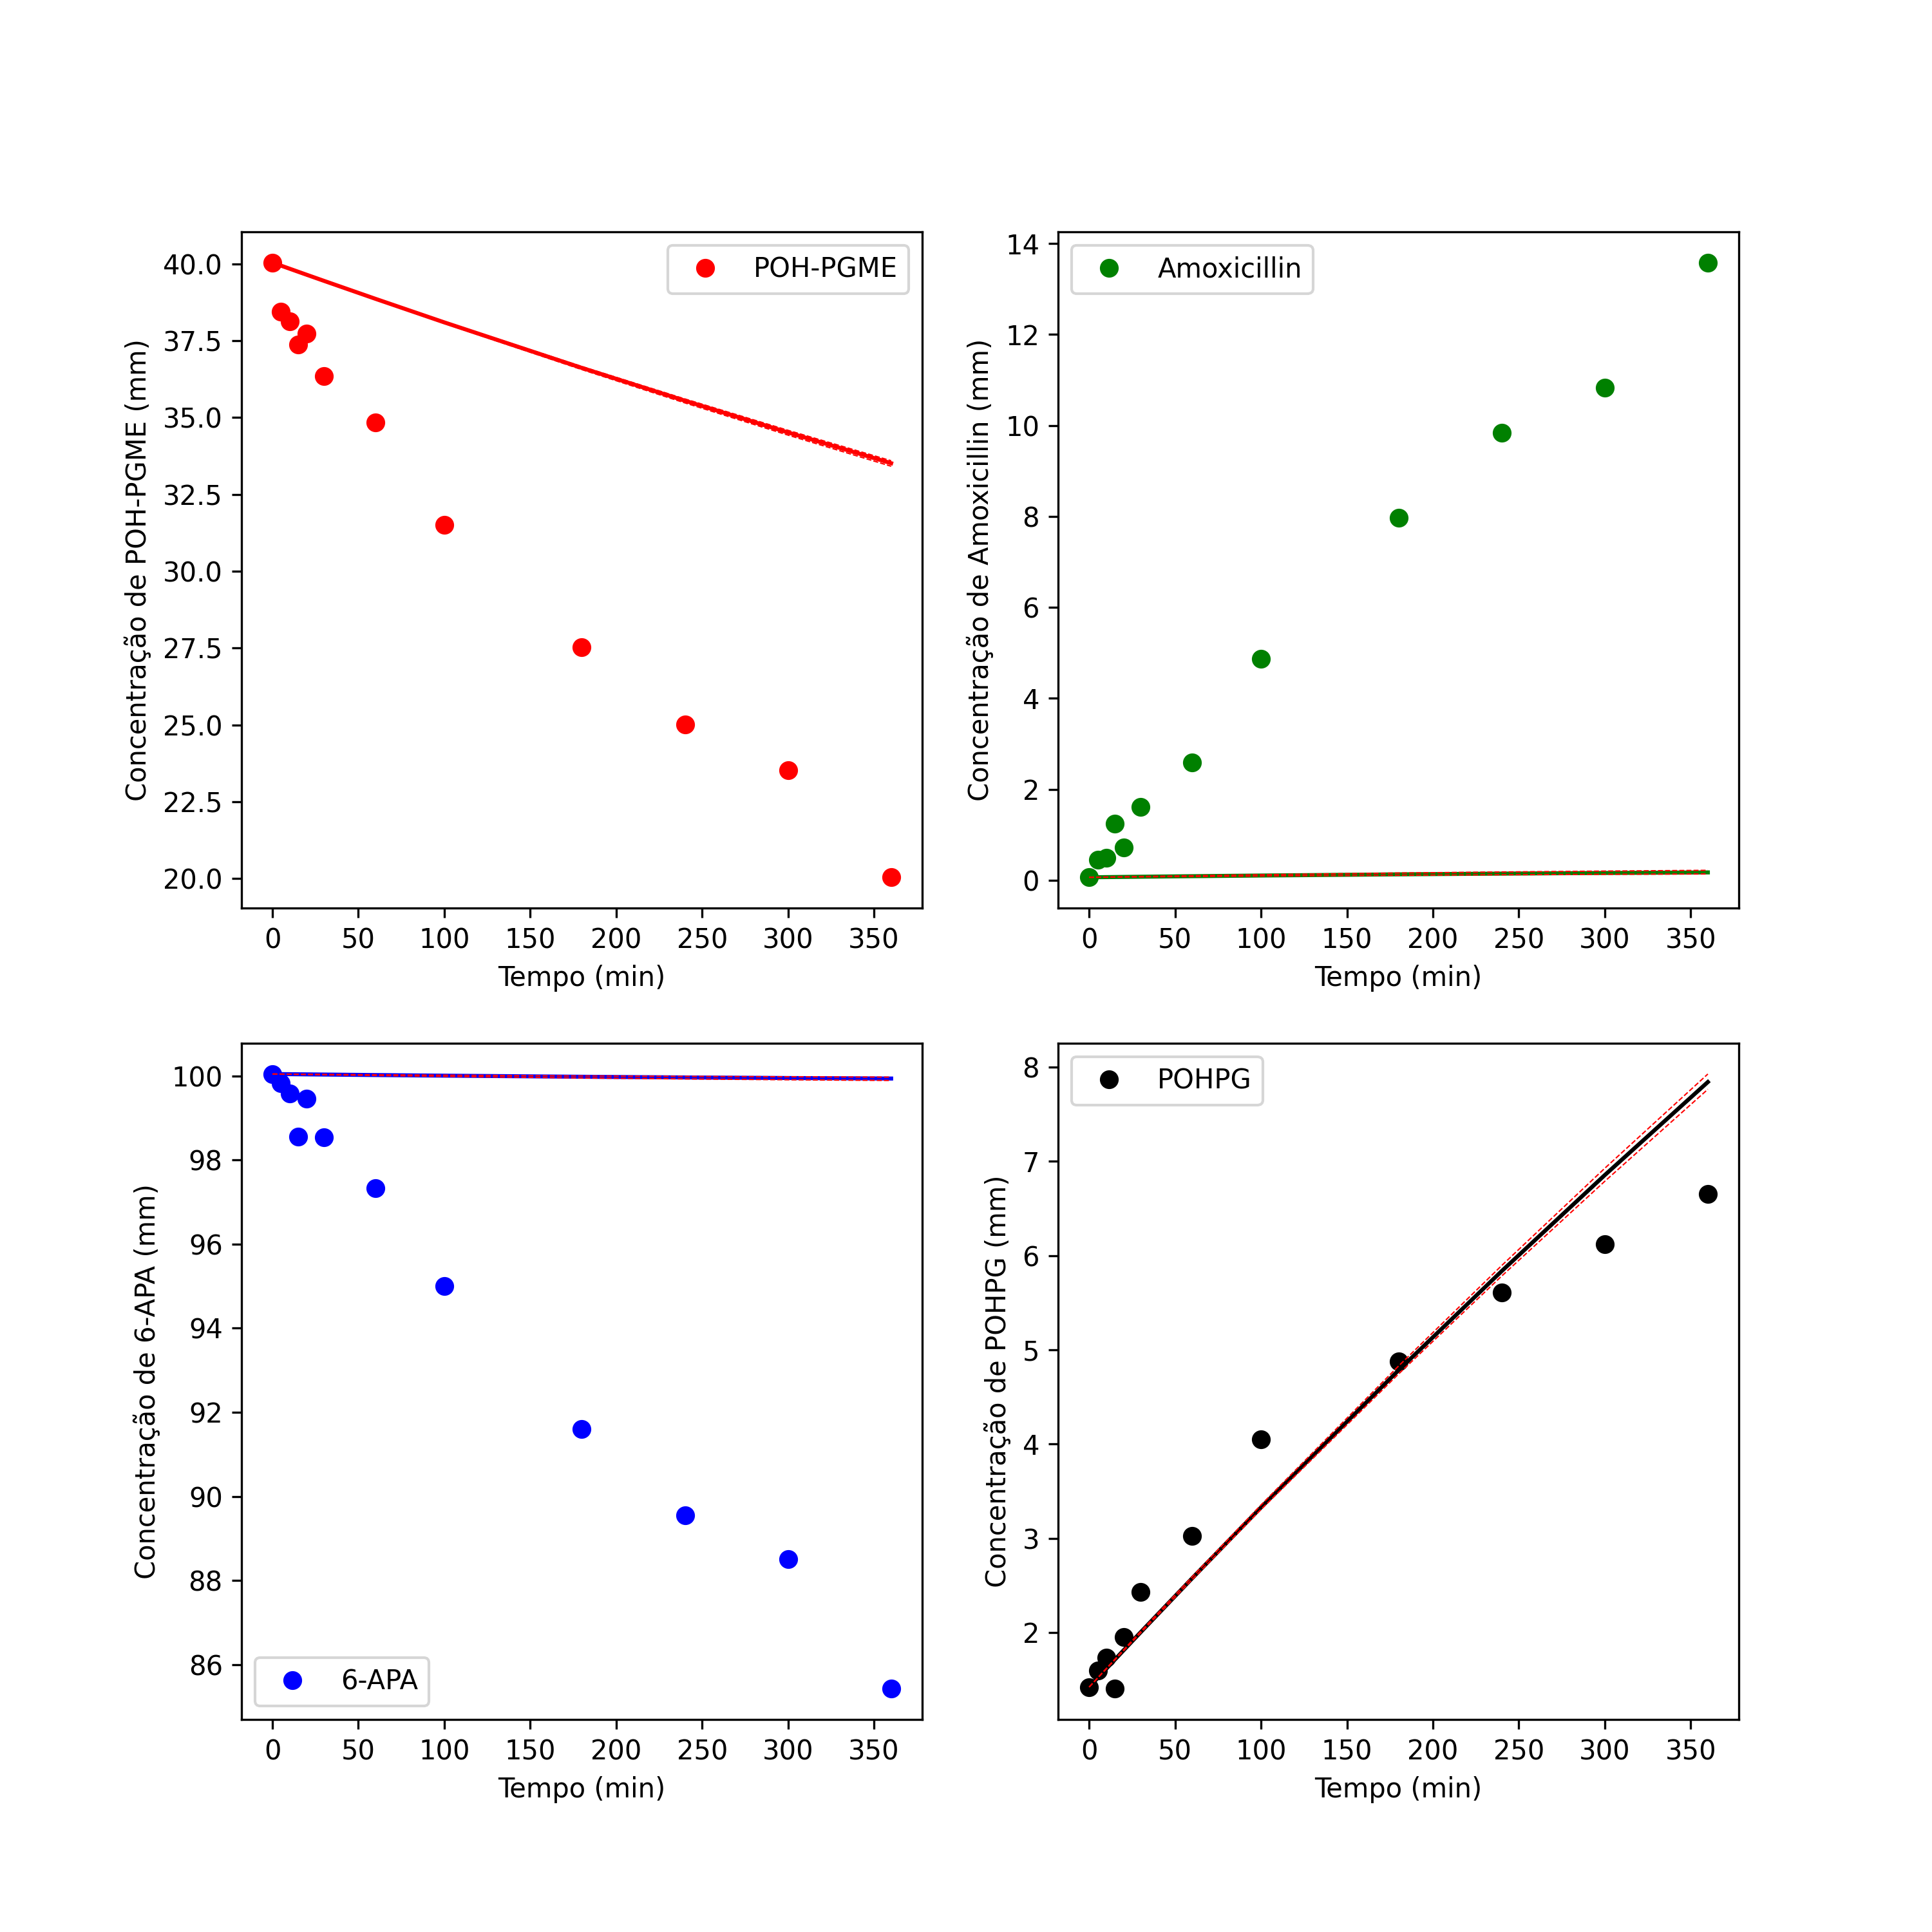 POH-PGME
Concentração de POH-PGME (mm)
40.0
37.5
35.0
32.5
30.0
27.5
25.0
22.5
20.0
0 50 100 150 200 250 300 350
Tempo (min)
Amoxicillin
Concentração de Amoxicillin (mm)
14
12
10
8
6
4
2
0
0 50 100 150 200 250 300 350
Tempo (min)
6-APA
Concentração de 6-APA (mm)
100
98
96
94
92
90
88
86
0 50 100 150 200 250 300 350
Tempo (min)
POHPG
Concentração de POHPG (mm)
8
7
6
5
4
3
2
0 50 100 150 200 250 300 350
Tempo (min)